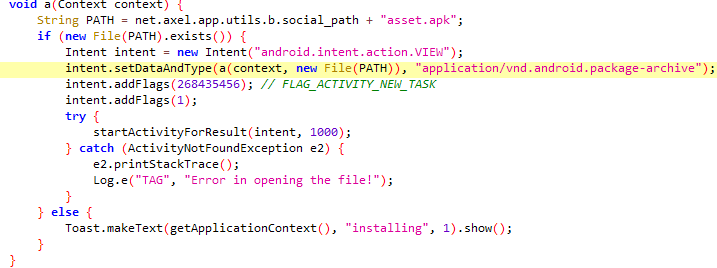 void a(Context context) {
String PATH = net.axel.app.utils.b.social_path + "asset.apk";
if (new File(PATH).exists()) {
Intent intent = new Intent("android.intent.action.VIEW");
intent.setDataAndType(a(context, new File(PATH)), "application/vnd.android.package-archive");
intent.addFlags(268435456); // FLAG_ACTIVITY_NEW_TASK
intent.addFlags(1);
try {
startActivityForResult(intent, 1000);
} catch (ActivityNotFoundException e2) {
e2.printStackTrace();
Log.e("TAG", "Error in opening the file!");
}
} else {
Toast.makeText(getApplicationContext(), "installing", 1).show();
}
}